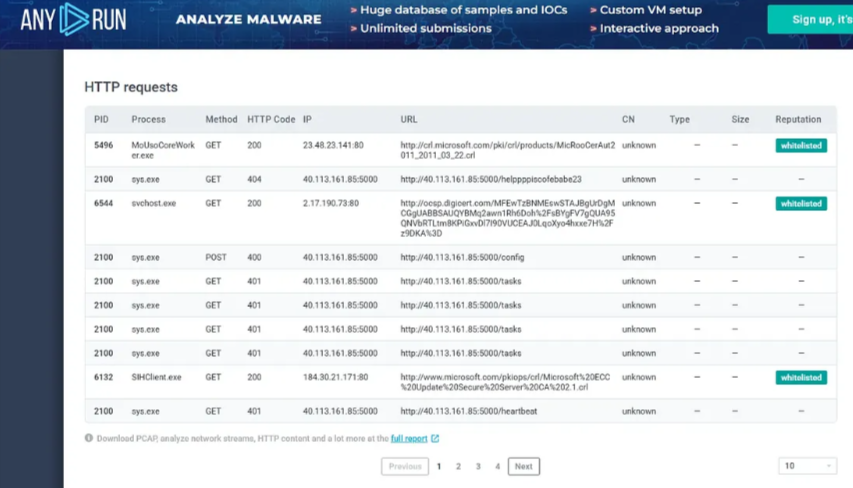 ANY RUN
ANALYZE MALWARE
> Huge database of samples and IOCs
> Unlimited submissions
> Custom VM setup
> Interactive approach
Sign up, it's
HTTP requests
PID Process Method HTTP Code IP URL CN Type Size Reputation
5496 MoUsoCoreWork GET 200 23.48.23.141:80 http://crl.microsoft.com/pki/crl/products/MicRooCerAut2 unknown – – whitelisted
er.exe 011_2011_03_22.crl
2100 sys.exe GET 404 40.113.161.85:5000 http://40.113.161.85:5000/helppppiscofebabe23 unknown – – –
6544 svchost.exe GET 200 2.17.190.73:80 http://ocsp.digicert.com/MFEwTzBNMEswSTAJBgUrDgM unknown – – whitelisted
CGgUABBSAUQYBMq2awn1Rh6Doh%2FsBYgFV7gQUA95
QNVbRTLtm8KPiGxvDl7I90VUCEAJ0LqoXyo4hxxe7H%2F
z9DKA%3D
2100 sys.exe POST 400 40.113.161.85:5000 http://40.113.161.85:5000/config unknown – – –
2100 sys.exe GET 401 40.113.161.85:5000 http://40.113.161.85:5000/tasks unknown – – –
2100 sys.exe GET 401 40.113.161.85:5000 http://40.113.161.85:5000/tasks unknown – – –
2100 sys.exe GET 401 40.113.161.85:5000 http://40.113.161.85:5000/tasks unknown – – –
2100 sys.exe GET 401 40.113.161.85:5000 http://40.113.161.85:5000/tasks unknown – – –
6132 SIHClient.exe GET 200 184.30.21.171:80 http://www.microsoft.com/pkiops/crl/Microsoft%20ECC unknown – – whitelisted
%20Update%20Secure%20Server%20CA%202.1.crl
2100 sys.exe GET 401 40.113.161.85:5000 http://40.113.161.85:5000/heartbeat unknown – – –
Download PCAP, analyze network streams, HTTP content and a lot more at the full report
Previous 1 2 3 4 Next
10